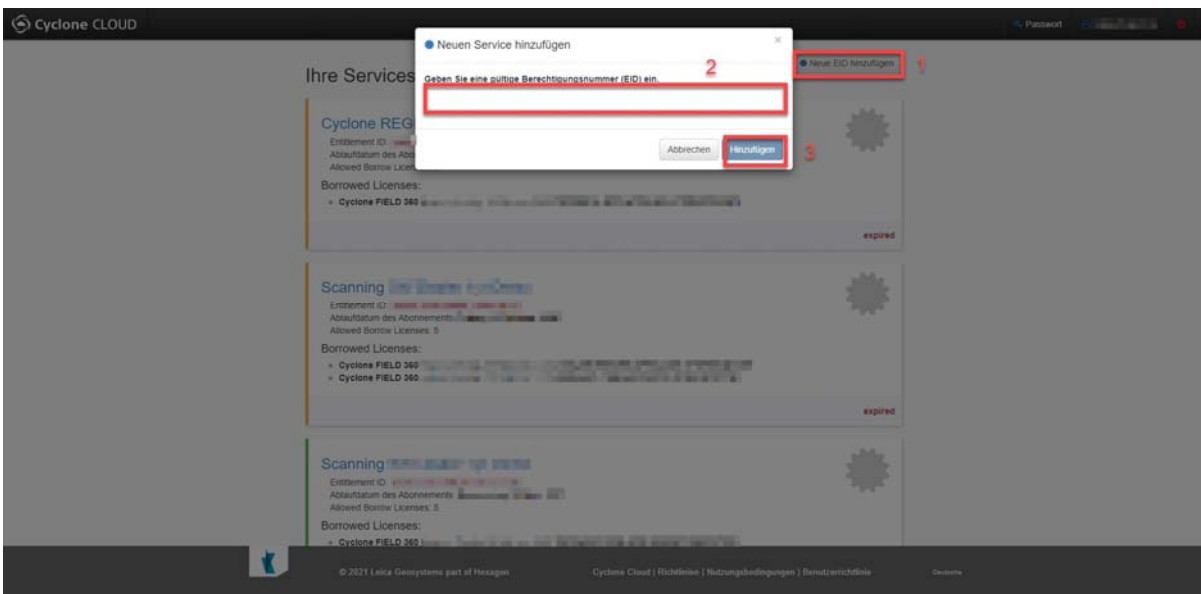 Cyclone CLOUD
Passwort
Neuen Service hinzufügen
×
Neue EID hinzufügen
1
Ihre Services
2
Geben Sie eine gültige Berechtigungsnummer (EID) ein.
Abbrechen
Hinzufügen
3
Cyclone REG
Entitlement ID:
Ablaufdatum des Abo
Allowed Borrow Licen
Borrowed Licenses:
Cyclone FIELD 360
expired
Scanning
Entitlement ID:
Ablaufdatum des Abonnements:
Allowed Borrow Licenses: 5
Borrowed Licenses:
Cyclone FIELD 360
Cyclone FIELD 360
expired
Scanning
Entitlement ID:
Ablaufdatum des Abonnements:
Allowed Borrow Licenses: 5
Borrowed Licenses:
Cyclone FIELD 360
© 2021 Leica Geosystems part of Hexagon
Cyclone Cloud | Richtlinien | Nutzungsbedingungen | Benutzerrichtlinie
Deutsche